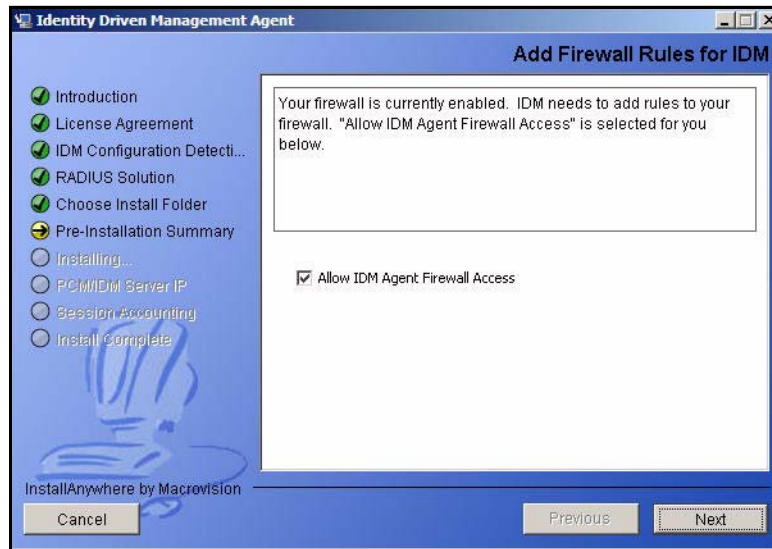 Identity Driven Management Agent
Add Firewall Rules for IDM
Introduction
License Agreement
IDM Configuration Detecti...
RADIUS Solution
Choose Install Folder
Pre-Installation Summary
Installing...
PCM/IDM Server IP
Session Accounting
Install Complete
Your firewall is currently enabled. IDM needs to add rules to your
firewall. "Allow IDM Agent Firewall Access" is selected for you
below.
Allow IDM Agent Firewall Access
InstallAnywhere by Macrovision
Cancel
Previous
Next